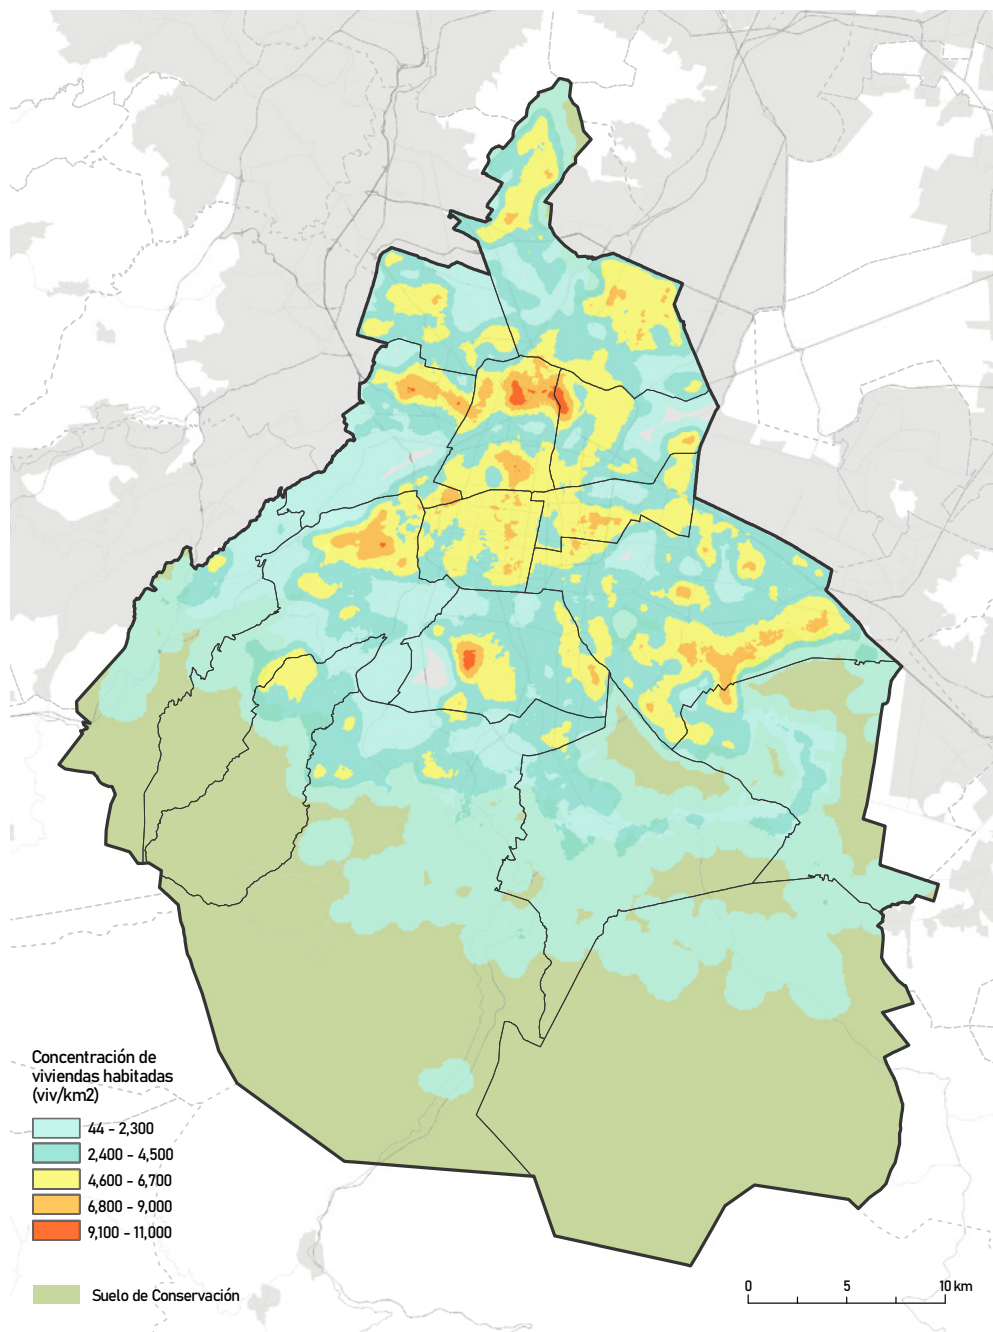 Concentración de
viviendas habitadas
(viv/km2)
44 - 2,300
2,400 - 4,500
4,600 - 6,700
6,800 - 9,000
9,100 - 11,000
Suelo de Conservación
0 5 10 km